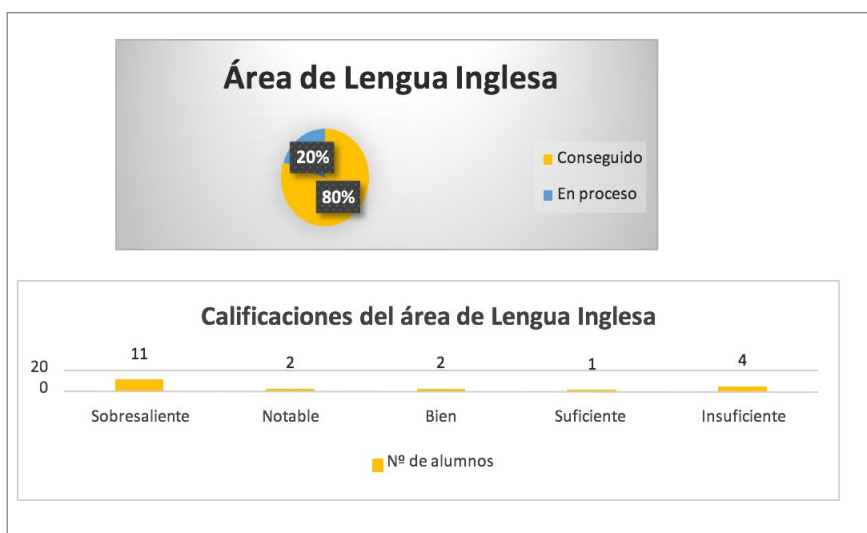 Área de Lengua Inglesa
20%
80%
Conseguido
En proceso
Calificaciones del área de Lengua Inglesa
11 2 2 1 4
20
0
Sobresaliente Notable Bien Suficiente Insuficiente
Nº de alumnos